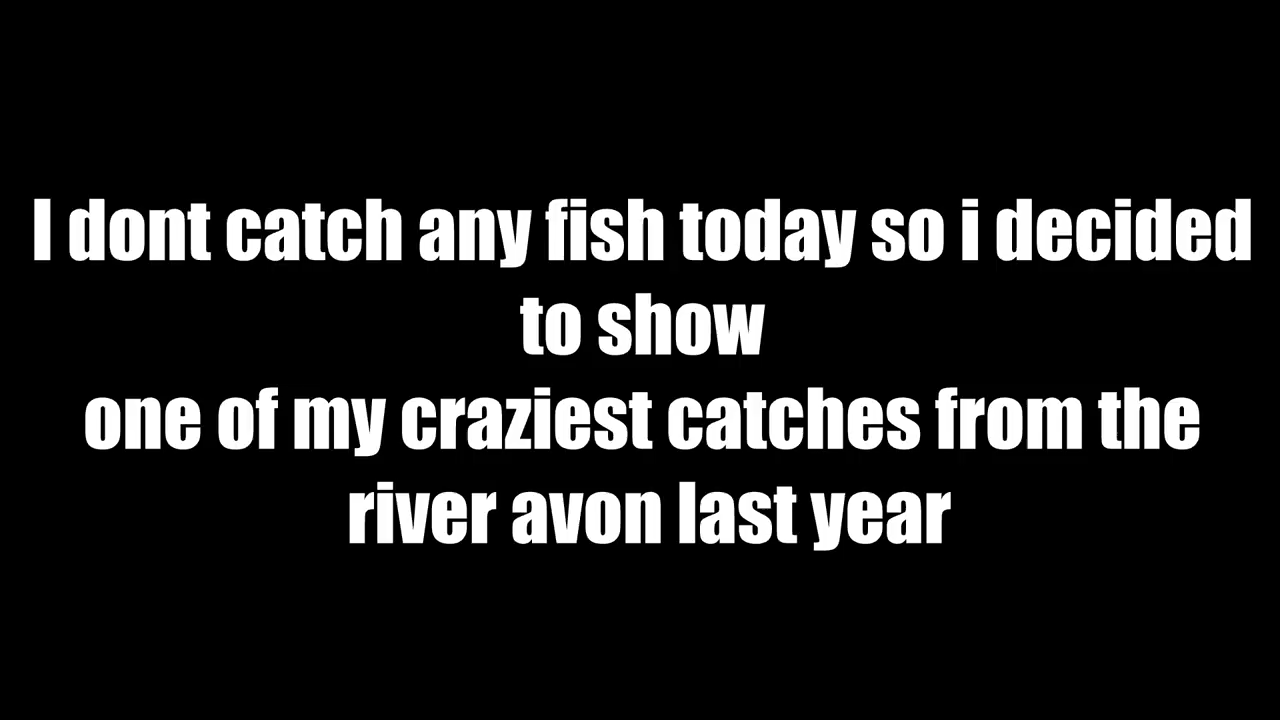 I dont catch any fish today so i decided
to show
one of my craziest catches from the
river avon last year